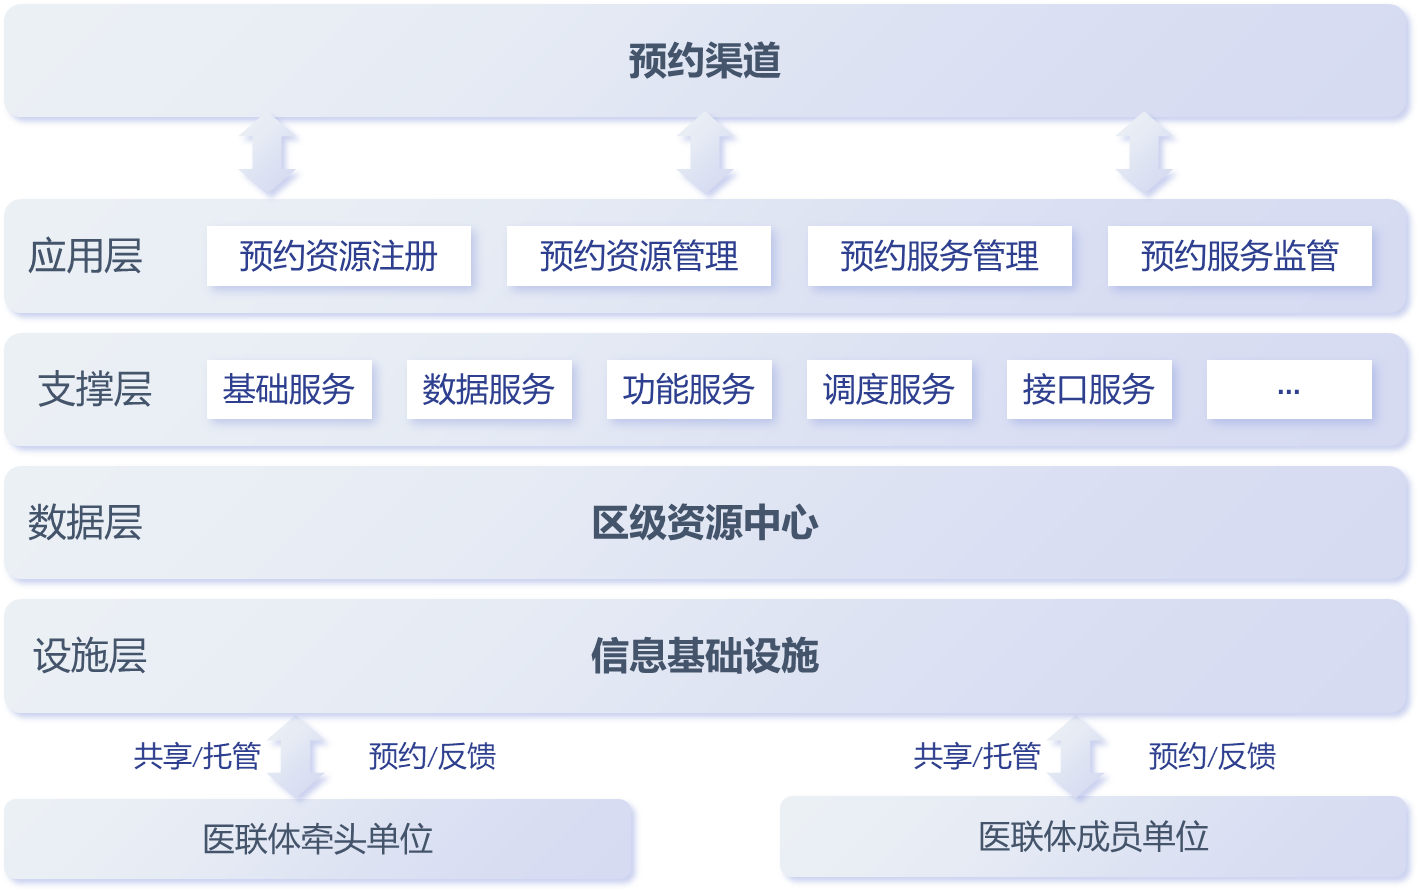 预约渠道
应用层
预约资源注册
预约资源管理
预约服务管理
预约服务监管
支撑层
基础服务
数据服务
功能服务
调度服务
接口服务
...
数据层
区级资源中心
设施层
信息基础设施
共享/托管
预约/反馈
共享/托管
预约/反馈
医联体牵头单位
医联体成员单位